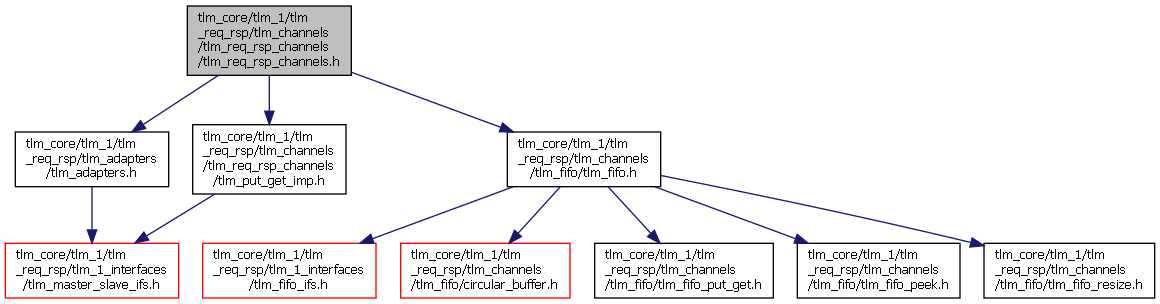 tlm_core/tlm_1/tlm
_req_rsp/tlm_channels
/tlm_req_rsp_channels
/tlm_req_rsp_channels.h
tlm_core/tlm_1/tlm
_req_rsp/tlm_adapters
/tlm_adapters.h
tlm_core/tlm_1/tlm
_req_rsp/tlm_channels
/tlm_req_rsp_channels
/tlm_put_get_imp.h
tlm_core/tlm_1/tlm
_req_rsp/tlm_channels
/tlm_fifo/tlm_fifo.h
tlm_core/tlm_1/tlm
_req_rsp/tlm_1_interfaces
/tlm_master_slave_ifs.h
tlm_core/tlm_1/tlm
_req_rsp/tlm_1_interfaces
/tlm_fifo_ifs.h
tlm_core/tlm_1/tlm
_req_rsp/tlm_channels
/tlm_fifo/circular_buffer.h
tlm_core/tlm_1/tlm
_req_rsp/tlm_channels
/tlm_fifo/tlm_fifo_put_get.h
tlm_core/tlm_1/tlm
_req_rsp/tlm_channels
/tlm_fifo/tlm_fifo_peek.h
tlm_core/tlm_1/tlm
_req_rsp/tlm_channels
/tlm_fifo/tlm_fifo_resize.h